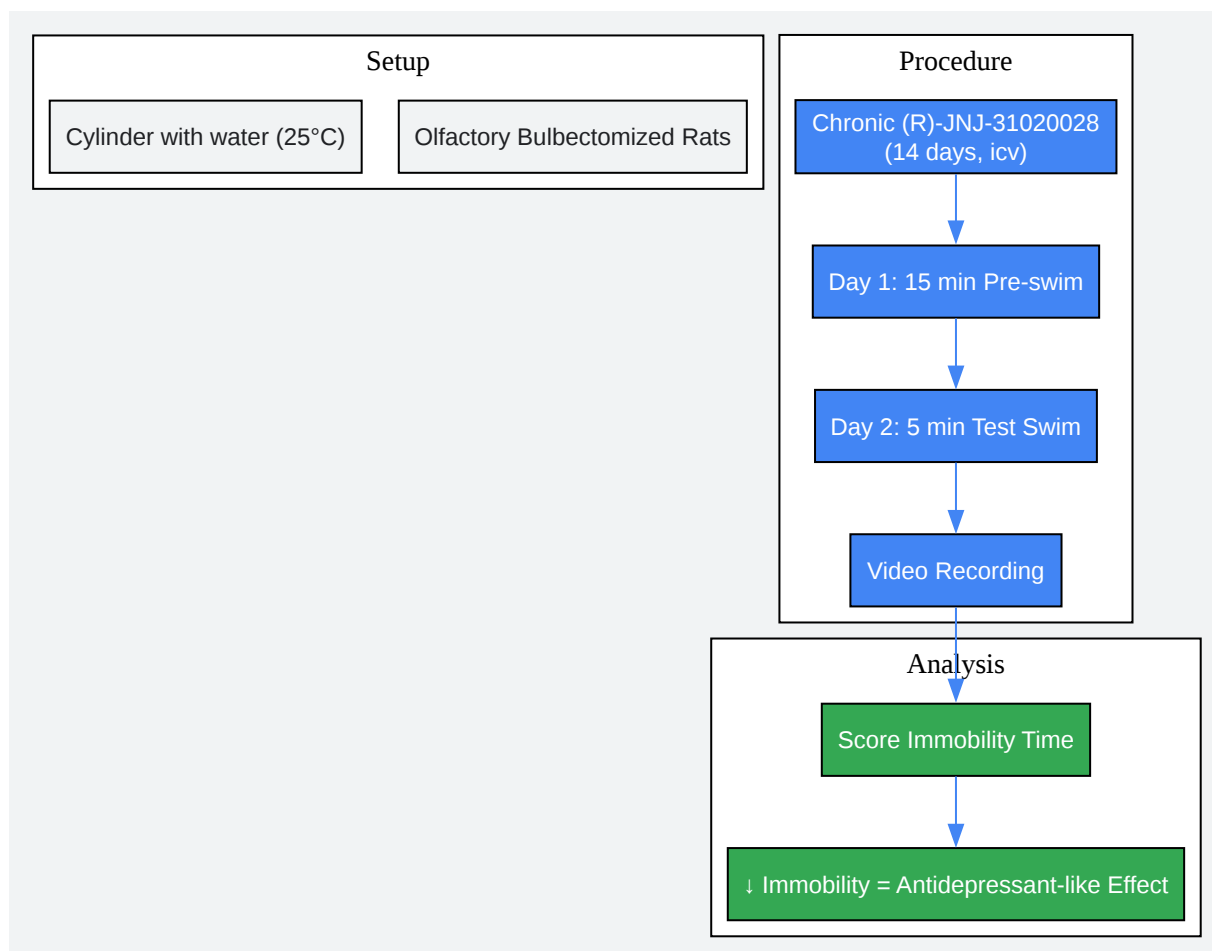 Setup
Cylinder with water (25°C)
Olfactory Bulbectomized Rats
Procedure
Chronic (R)-JNJ-31020028
(14 days, icv)
Day 1: 15 min Pre-swim
Day 2: 5 min Test Swim
Video Recording
Analysis
Score Immobility Time
↓ Immobility = Antidepressant-like Effect